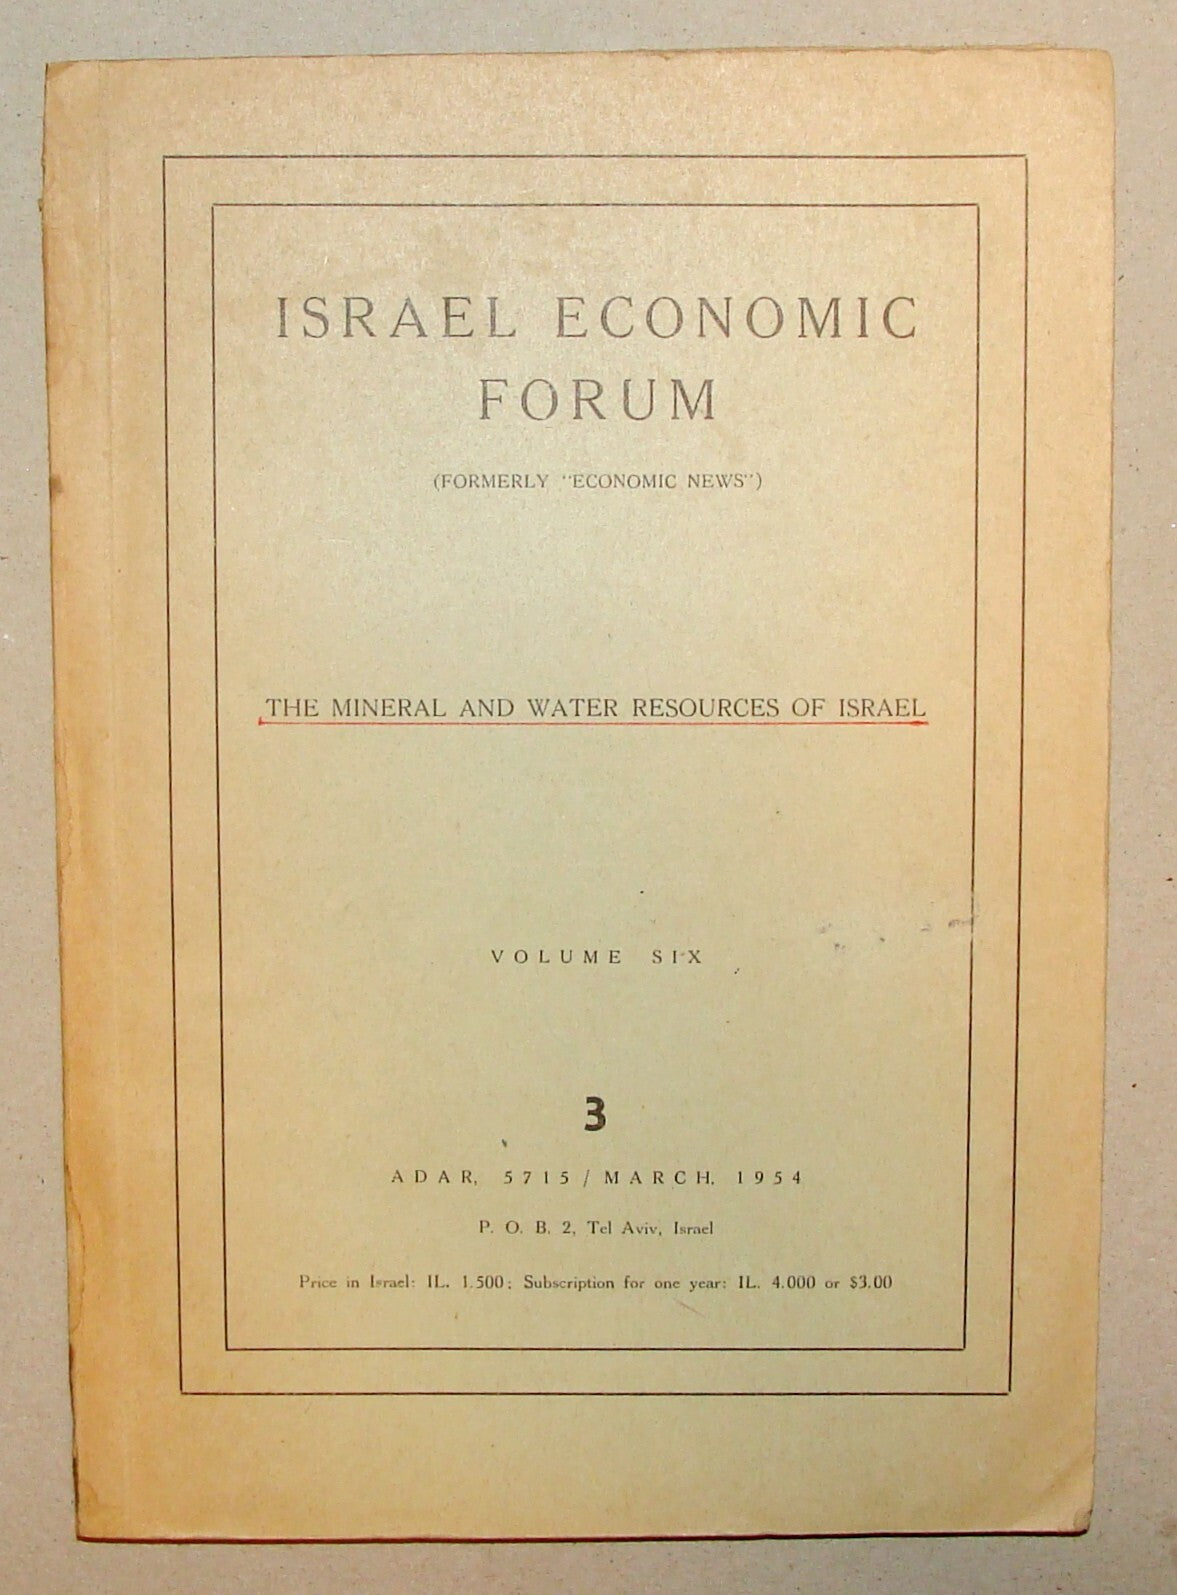 ISRAEL ECONOMIC
FORUM
(FORMERLY "ECONOMIC NEWS")
THE MINERAL AND WATER RESOURCES OF ISRAEL
VOLUME SIX
3
ADAR, 5715 / MARCH, 1954
P. O. B. 2, Tel Aviv, Israel
Price in Israel: IL. 1.500; Subscription for one year: IL. 4.000 or $3.00